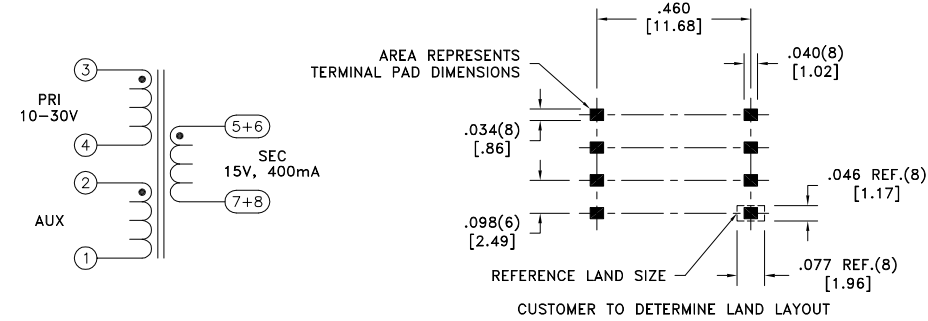 3
PRI
10-30V
4
2
AUX
1
5+6
SEC
15V, 400mA
7+8
.460
[11.68]
AREA REPRESENTS
TERMINAL PAD DIMENSIONS
.040(8)
[1.02]
.034(8)
[.86]
.046 REF.(8)
[1.17]
.098(6)
[2.49]
REFERENCE LAND SIZE
.077 REF.(8)
[1.96]
CUSTOMER TO DETERMINE LAND LAYOUT